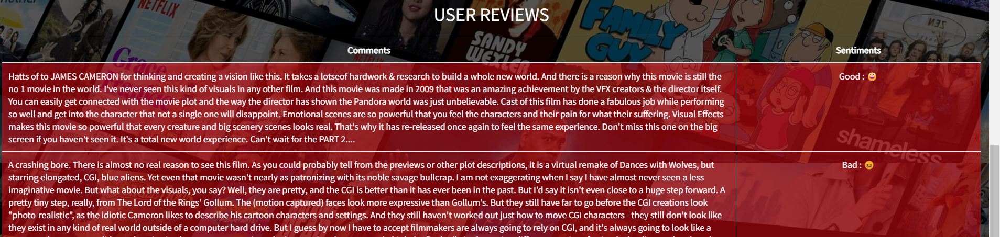 NETFLIX
USER REVIEWS
FAMILY
GUY
SANDY
WEXLER
ZEN
Grace
Comments
Sentiments
Hatts of to JAMES CAMERON for thinking and creating a vision like this. It takes a lotseof hardwork & research to build a whole new world. And there is a reason why this movie is still the
no 1 movie in the world. I've never seen this kind of visuals in any other film. And this movie was made in 2009 that was an amazing achievement by the VFX creators & the director itself.
You can easily get connected with the movie plot and the way the director has shown the Pandora world was just unbelievable. Cast of this film has done a fabulous job while performing
so well and get into the character that not a single one will disappoint. Emotional scenes are so powerful that you feel the characters and their pain for what their suffering. Visual Effects
makes this movie so powerful that every creature and big scenery scenes looks real. That's why it has re-released once again to feel the same experience. Don't miss this one on the big
screen if you haven't seen it. It's a total new world experience. Can't wait for the PART 2....
Good : 😀
shameless
A crashing bore. There is almost no real reason to see this film. As you could probably tell from the previews or other plot descriptions, it is a virtual remake of Dances with Wolves, but
starring elongated, CGI, blue aliens. Yet even that movie wasn't nearly as patronizing with its noble savage bullcrap. I am not exaggerating when I say I have almost never seen a less
imaginative movie. But what about the visuals, you say? Well, they are pretty, and the CGI is better than it has ever been in the past. But I'd say it isn't even close to a huge step forward. A
pretty tiny step, really, from The Lord of the Rings' Gollum. The (motion captured) faces look more expressive than Gollum's. But they still have far to go before the CGI creations look
"photo-realistic", as the idiotic Cameron likes to describe his cartoon characters and settings. And they still haven't worked out just how to move CGI characters - they still don't look like
they exist in any kind of real world outside of a computer hard drive. But I guess by now I have to accept filmmakers are always going to rely on CGI, and it's always going to look like a
Bad : 😖